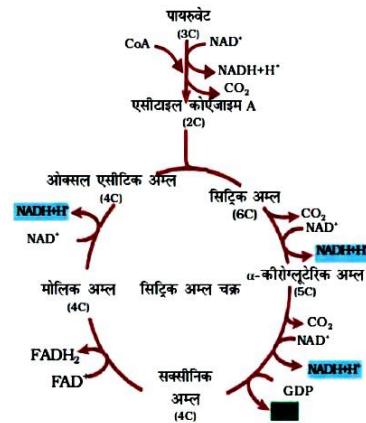 पायरुवेट
(3C)
CoA
NAD⁺
NADH+H⁺
CO₂
एसीटाइल कोएंजाइम A
(2C)
ओक्सल एसीटिक अम्ल
(4C)
सिट्रिक अम्ल
(6C)
NADH+H⁺
NAD⁺
CO₂
NAD⁺
NADH+H⁺
α-कीरोग्लूटेरिक अम्ल
(5C)
मोलिक अम्ल
(4C)
सिट्रिक अम्ल चक्र
CO₂
NAD⁺
NADH+H⁺
FADH₂
FAD⁺
GDP
सक्सीनिक
अम्ल
(4C)